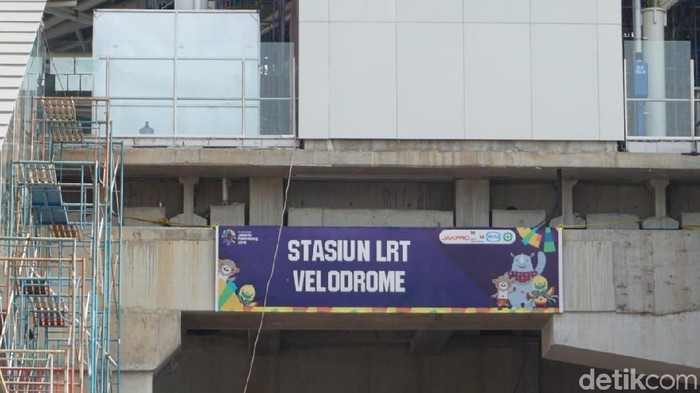 STASIUN LRT
VELODROME
JAKPRO
detikcom